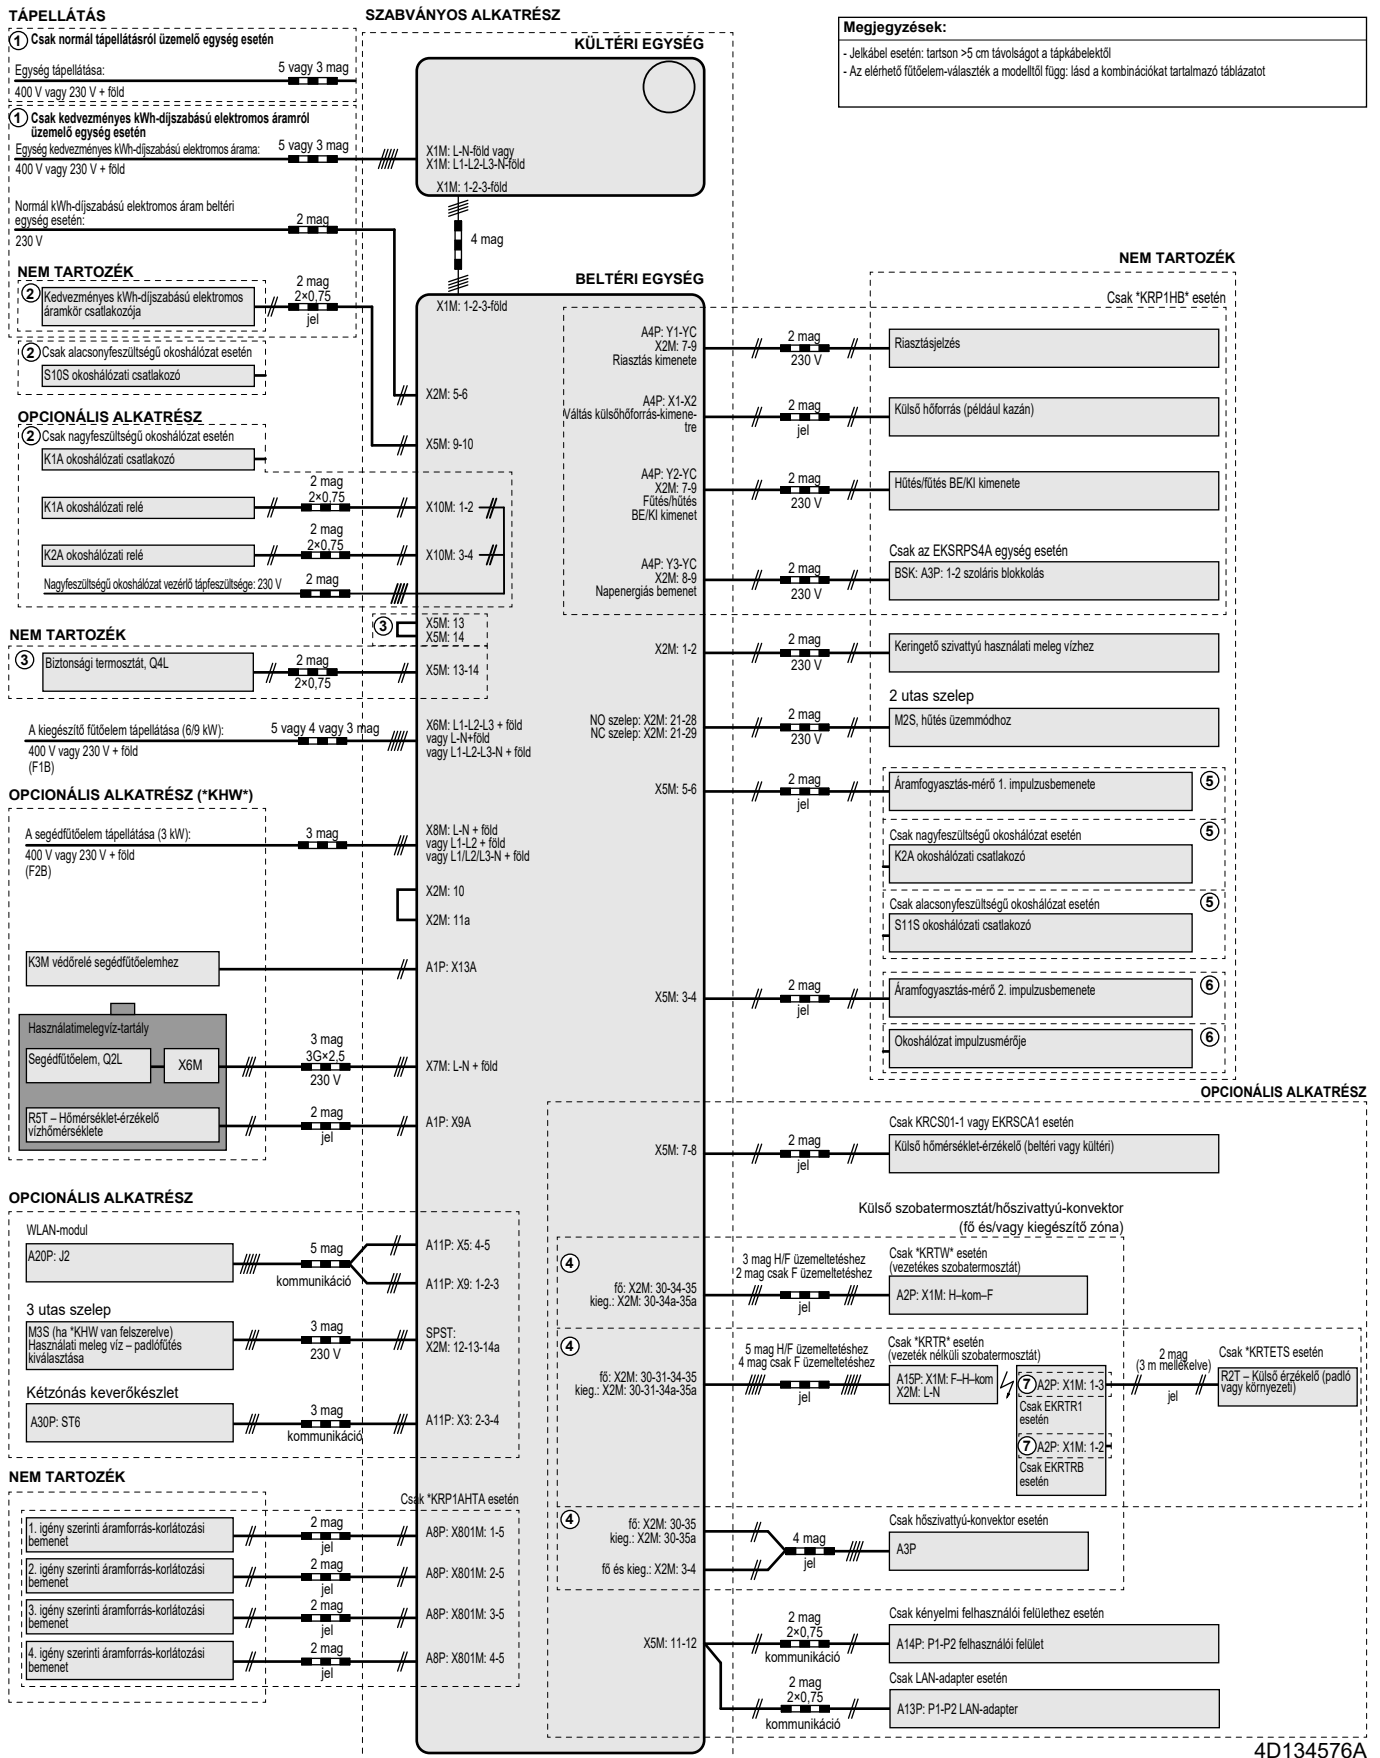 TÁPELLÁTÁS
① Csak normál tápellátásról üzemelő egység esetén
Egység tápellátása:
5 vagy 3 mag
400 V vagy 230 V + föld
① Csak kedvezményes kWh-díjszabású elektromos áramról
üzemelő egység esetén
Egység kedvezményes kWh-díjszabású elektromos árama:
5 vagy 3 mag
400 V vagy 230 V + föld
Normál kWh-díjszabású elektromos áram beltéri
egység esetén:
2 mag
230 V
NEM TARTOZÉK
② Kedvezményes kWh-díjszabású elektromos
áramkör csatlakozója
2 mag
2×0,75
jel
② Csak alacsonyfeszültségű okoshálózat esetén
S10S okoshálózati csatlakozó
OPCIONÁLIS ALKATRÉSZ
② Csak nagyfeszültségű okoshálózat esetén
K1A okoshálózati csatlakozó
K1A okoshálózati relé
2 mag
2×0,75
K2A okoshálózati relé
2 mag
2×0,75
Nagyfeszültségű okoshálózat vezérlő tápfeszültsége: 230 V
2 mag
NEM TARTOZÉK
③ Biztonsági termosztát, Q4L
2 mag
2×0,75
A kiegészítő fűtőelem tápellátása (6/9 kW):
5 vagy 4 vagy 3 mag
400 V vagy 230 V + föld
(F1B)
OPCIONÁLIS ALKATRÉSZ (*KHW*)
A segédfűtőelem tápellátása (3 kW):
3 mag
400 V vagy 230 V + föld
(F2B)
K3M védőrelé segédfűtőelemhez
Használatimelegvíz-tartály
Segédfűtőelem, Q2L
X6M
3 mag
3G×2,5
230 V
R5T – Hőmérséklet-érzékelő
vízhőmérséklete
2 mag
jel
OPCIONÁLIS ALKATRÉSZ
WLAN-modul
A20P: J2
5 mag
kommunikáció
3 utas szelep
M3S (ha *KHW van felszerelve)
Használati meleg víz – padlófűtés
kiválasztása
3 mag
230 V
Kétzónás keverőkészlet
A30P: ST6
3 mag
kommunikáció
NEM TARTOZÉK
1. igény szerinti áramforrás-korlátozási
bemenet
2 mag
jel
2. igény szerinti áramforrás-korlátozási
bemenet
2 mag
jel
3. igény szerinti áramforrás-korlátozási
bemenet
2 mag
jel
4. igény szerinti áramforrás-korlátozási
bemenet
2 mag
jel
SZABVÁNYOS ALKATRÉSZ
KÜLTÉRI EGYSÉG
X1M: L-N-föld vagy
X1M: L1-L2-L3-N-föld
X1M: 1-2-3-föld
4 mag
BELTÉRI EGYSÉG
X1M: 1-2-3-föld
X2M: 5-6
X5M: 9-10
X10M: 1-2
X10M: 3-4
③ X5M: 13
X5M: 14
X5M: 13-14
X6M: L1-L2-L3 + föld
vagy L-N+föld
vagy L1-L2-L3-N + föld
X8M: L-N + föld
vagy L1-L2 + föld
vagy L1/L2/L3-N + föld
X2M: 10
X2M: 11a
A1P: X13A
X7M: L-N + föld
A1P: X9A
A11P: X5: 4-5
A11P: X9: 1-2-3
SPST:
X2M: 12-13-14a
A11P: X3: 2-3-4
Csak *KRP1AHTA esetén
A8P: X801M: 1-5
A8P: X801M: 2-5
A8P: X801M: 3-5
A8P: X801M: 4-5
Megjegyzések:
- Jelkábel esetén: tartson >5 cm távolságot a tápkábelektől
- Az elérhető fűtőelem-választék a modelltől függ: lásd a kombinációkat tartalmazó táblázatot
NEM TARTOZÉK
Csak *KRP1HB* esetén
A4P: Y1-YC
X2M: 7-9
Riasztás kimenete
2 mag
230 V
Riasztásjelzés
A4P: X1-X2
Váltás külsőhőforrás-kimene-
tre
2 mag
jel
Külső hőforrás (például kazán)
A4P: Y2-YC
X2M: 7-9
Fűtés/hűtés
BE/KI kimenet
2 mag
230 V
Hűtés/fűtés BE/KI kimenete
Csak az EKSRPS4A egység esetén
A4P: Y3-YC
X2M: 8-9
Napenergiás bemenet
2 mag
230 V
BSK: A3P: 1-2 szoláris blokkolás
X2M: 1-2
2 mag
230 V
Keringető szivattyú használati meleg vízhez
2 utas szelep
NO szelep: X2M: 21-28
NC szelep: X2M: 21-29
2 mag
230 V
M2S, hűtés üzemmódhoz
X5M: 5-6
2 mag
jel
Áramfogyasztás-mérő 1. impulzusbemenete ⑤
Csak nagyfeszültségű okoshálózat esetén ⑤
K2A okoshálózati csatlakozó
Csak alacsonyfeszültségű okoshálózat esetén ⑤
S11S okoshálózati csatlakozó
X5M: 3-4
2 mag
jel
Áramfogyasztás-mérő 2. impulzusbemenete ⑥
Okoshálózat impulzusmérője ⑥
OPCIONÁLIS ALKATRÉSZ
Csak KRCS01-1 vagy EKRSCA1 esetén
X5M: 7-8
2 mag
jel
Külső hőmérséklet-érzékelő (beltéri vagy kültéri)
Külső szobatermosztát/hőszivattyú-konvektor
(fő és/vagy kiegészítő zóna)
④
fő: X2M: 30-34-35
kieg.: X2M: 30-34a-35a
3 mag H/F üzemeltetéshez
2 mag csak F üzemeltetéshez
jel
Csak *KRTW* esetén
(vezetékes szobatermosztát)
A2P: X1M: H–kom–F
④
fő: X2M: 30-31-34-35
kieg.: X2M: 30-31-34a-35a
5 mag H/F üzemeltetéshez
4 mag csak F üzemeltetéshez
jel
Csak *KRTR* esetén
(vezeték nélküli szobatermosztát)
A15P: X1M: F–H–kom
X2M: L-N
⑦ A2P: X1M: 1-3
Csak EKRTR1
esetén
⑦ A2P: X1M: 1-2
Csak EKRTRB
esetén
2 mag
(3 m mellékelve)
jel
Csak *KRTETS esetén
R2T – Külső érzékelő (padló
vagy környezeti)
④
fő: X2M: 30-35
kieg.: X2M: 30-35a
fő és kieg.: X2M: 3-4
4 mag
jel
Csak hőszivattyú-konvektor esetén
A3P
X5M: 11-12
2 mag
2×0,75
kommunikáció
Csak kényelmi felhasználói felülethez esetén
A14P: P1-P2 felhasználói felület
2 mag
2×0,75
kommunikáció
Csak LAN-adapter esetén
A13P: P1-P2 LAN-adapter
4D134576A